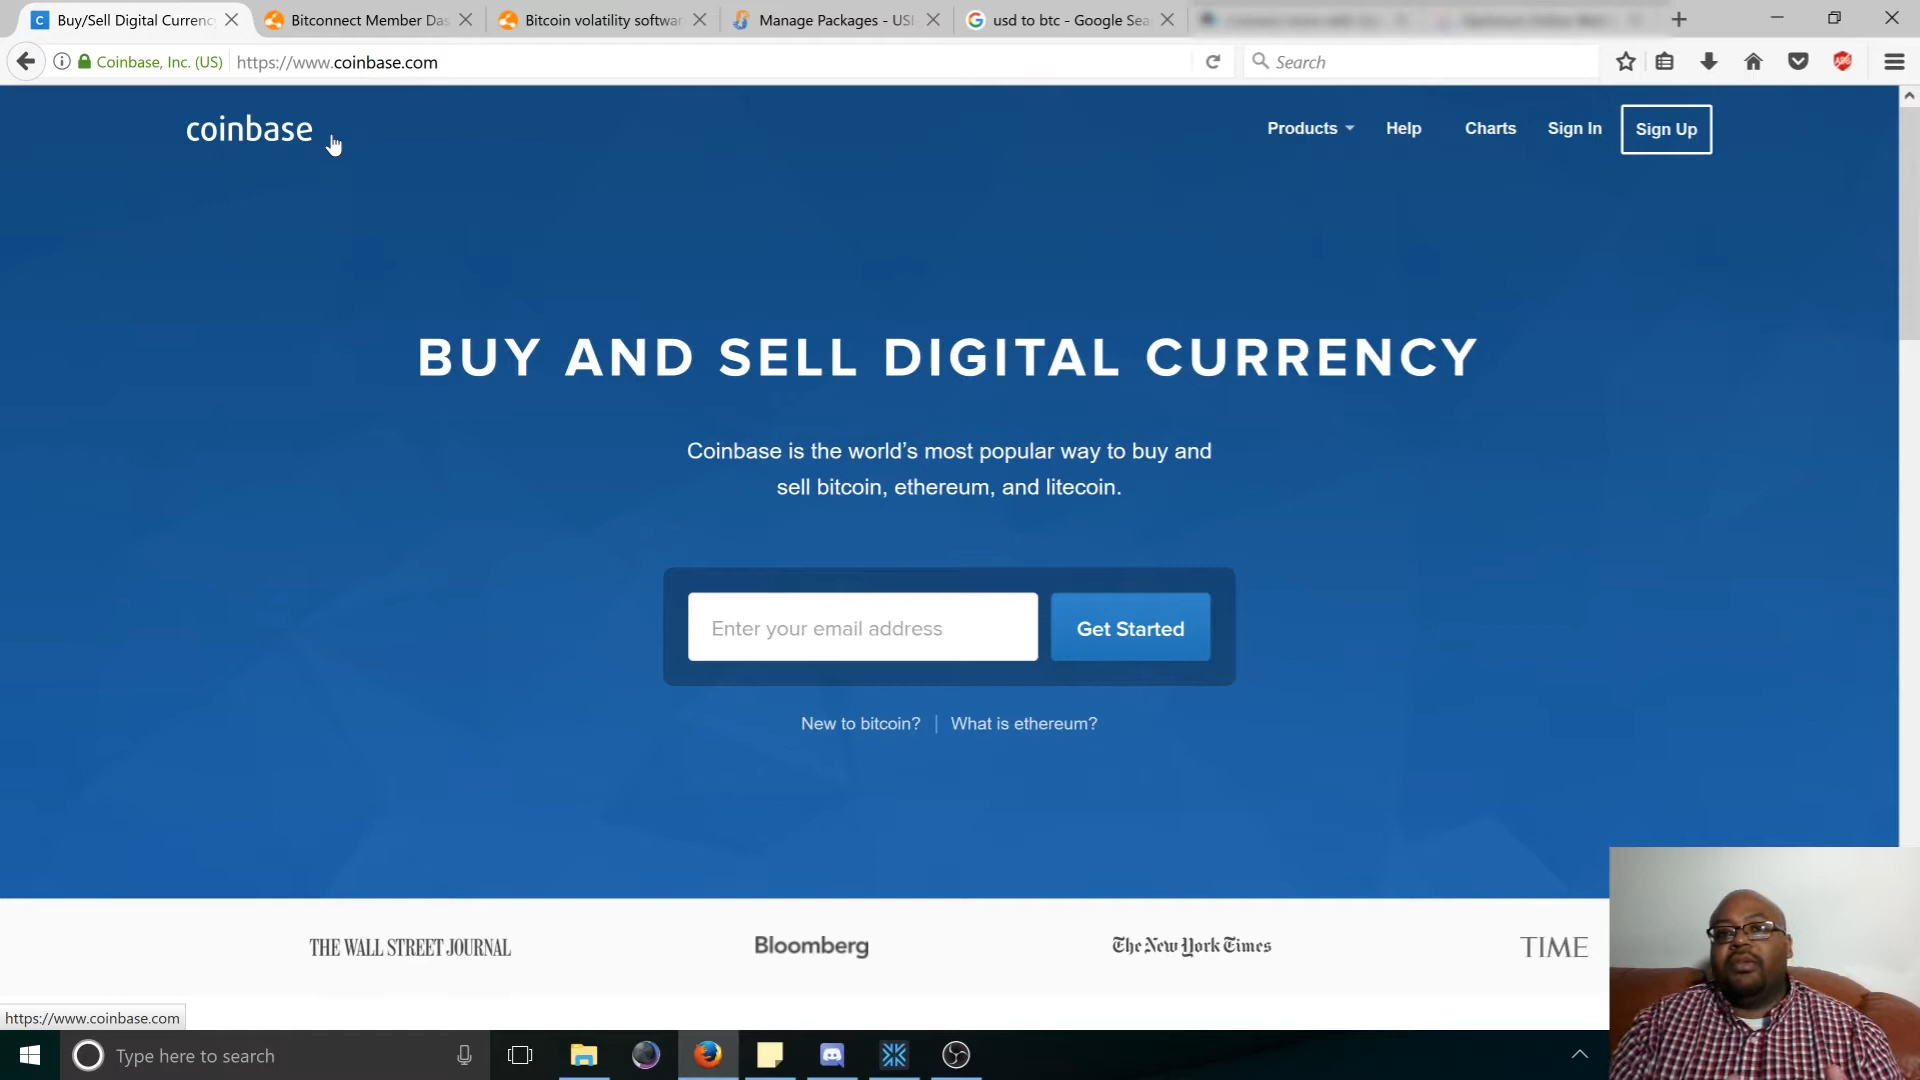 Buy/Sell Digital Currenc
Bitconnect Member Das
Bitcoin volatility softwar
Manage Packages - USI
usd to btc - Google Sea
Coinbase, Inc. (US)
https://www.coinbase.com
Search
coinbase
Products
Help
Charts
Sign In
Sign Up
BUY AND SELL DIGITAL CURRENCY
Coinbase is the world's most popular way to buy and
sell bitcoin, ethereum, and litecoin.
Enter your email address
Get Started
New to bitcoin?
What is ethereum?
THE WALL STREET JOURNAL
Bloomberg
The New York Times
TIME
https://www.coinbase.com
Type here to search